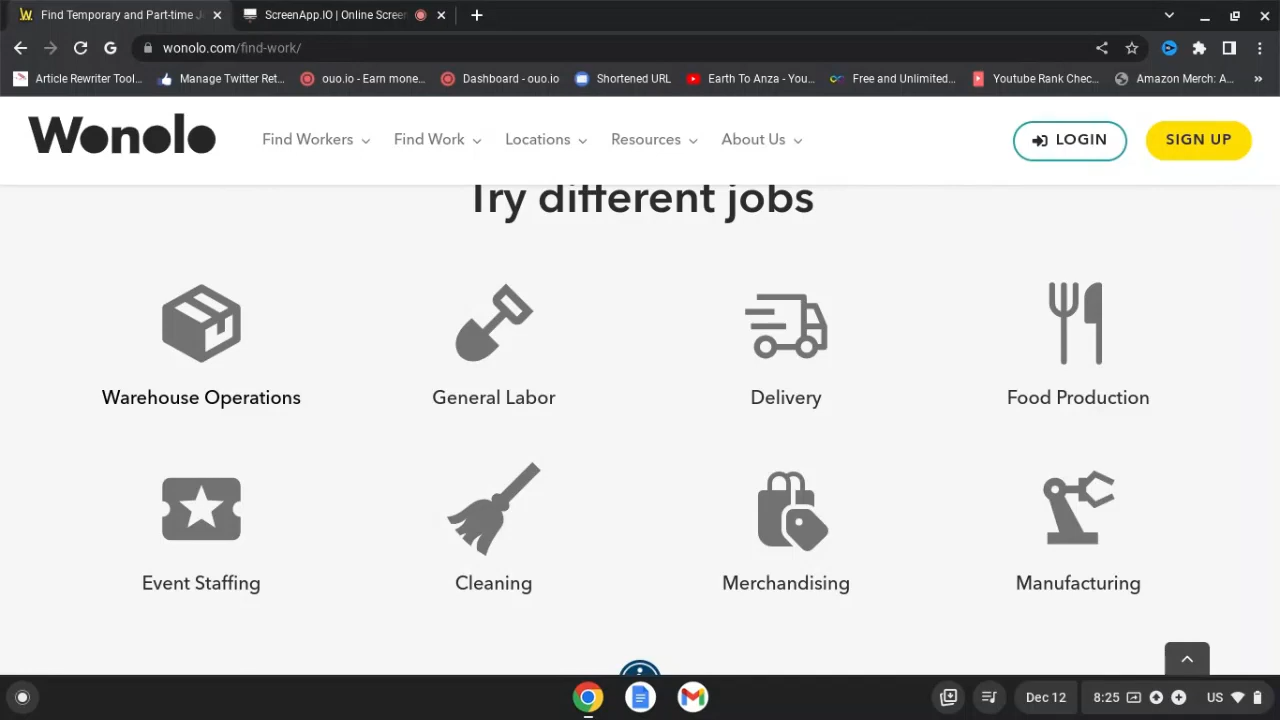 Find Temporary and Part-time J
ScreenApp.IO | Online Screer
wonolo.com/find-work/
Article Rewriter Tool...
Manage Twitter Ret...
ouo.io - Earn mone...
Dashboard - ouo.io
Shortened URL
Earth To Anza - You...
Free and Unlimited...
Youtube Rank Chec...
Amazon Merch: A...
»
Wonolo
Find Workers
Find Work
Locations
Resources
About Us
LOGIN
SIGN UP
Try different jobs
Warehouse Operations
General Labor
Delivery
Food Production
Event Staffing
Cleaning
Merchandising
Manufacturing
Dec 12
8:25
US